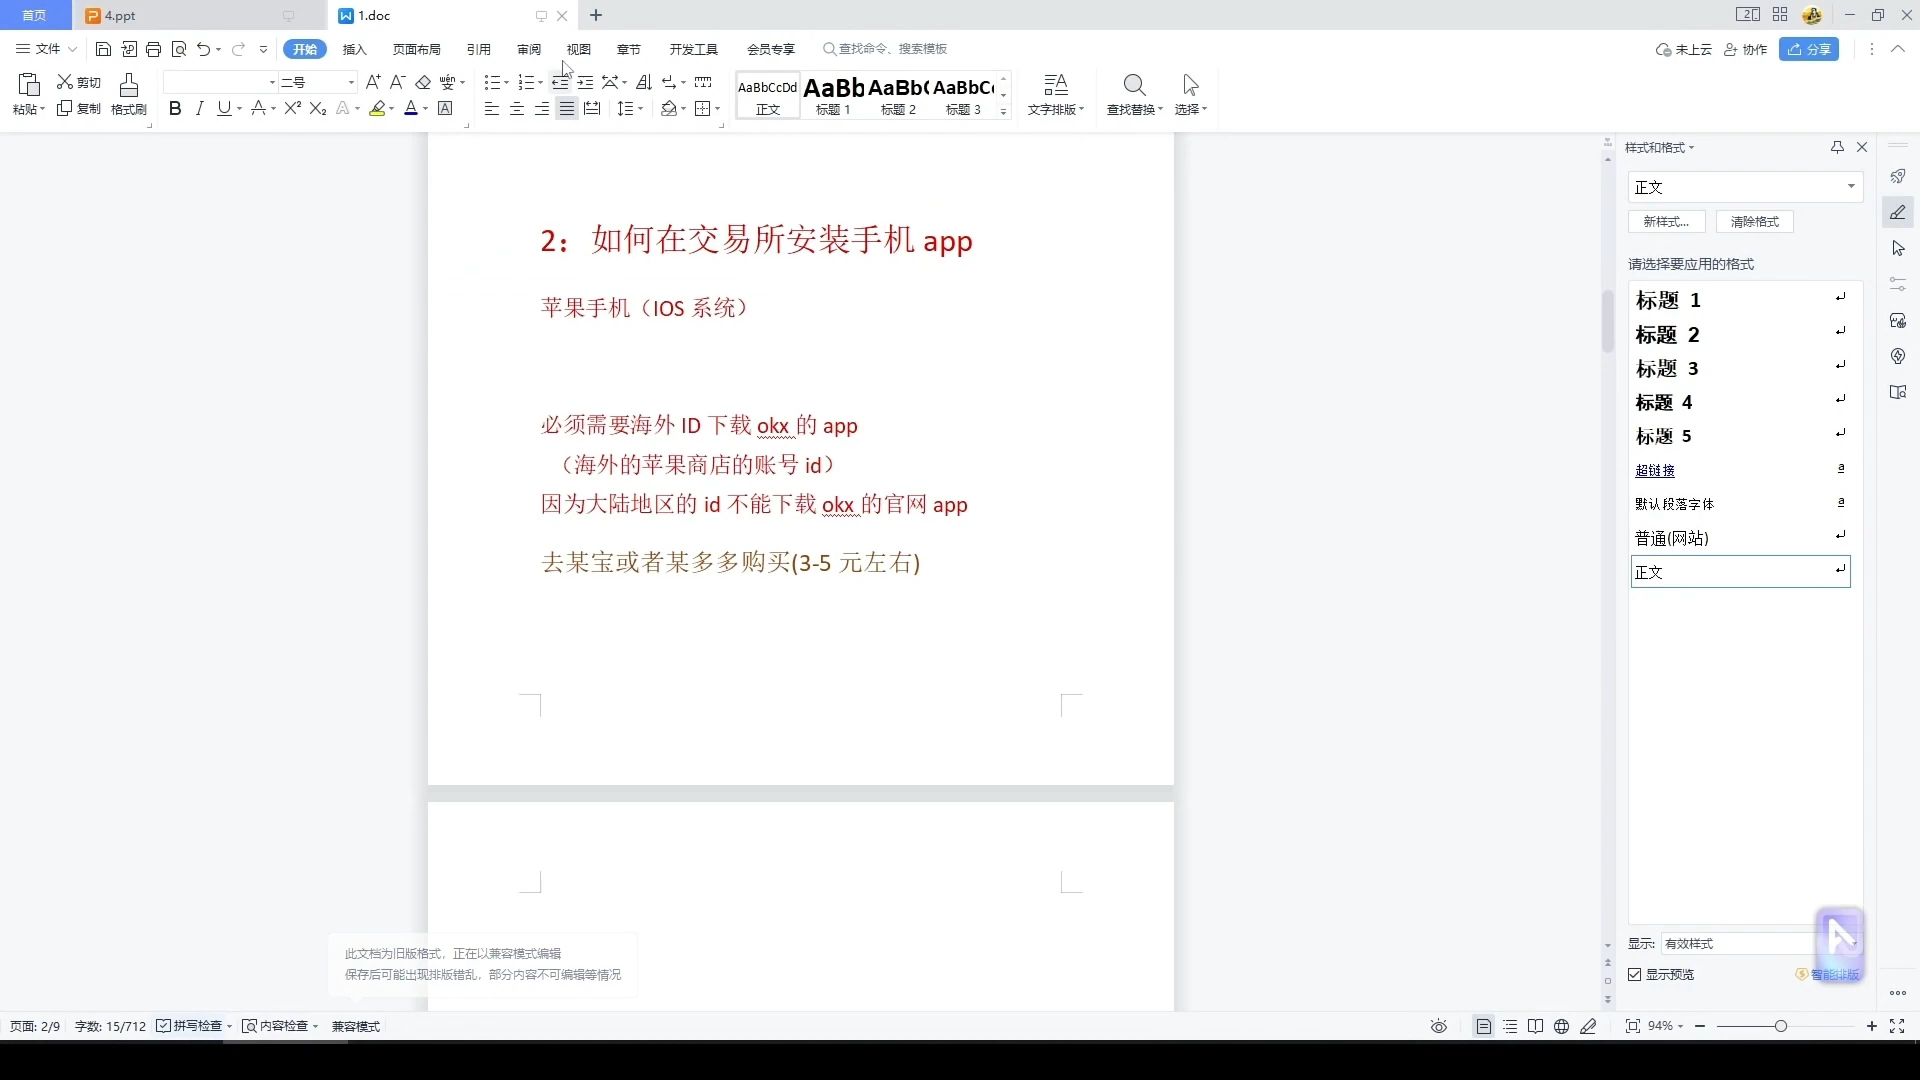 首页
4.ppt
1.doc
文件
开始
插入
页面布局
引用
审阅
视图
章节
开发工具
会员专享
查找命令、搜索模板
未上云
协作
分享
粘贴
剪切
复制
格式刷
二号
AaBbCcDd
正文
AaBb
标题 1
AaBb(
标题 2
AaBbC
标题 3
文字排版
查找替换
选择
2：如何在交易所安装手机 app
苹果手机（IOS 系统）
必须需要海外 ID 下载 okx 的 app
（海外的苹果商店的账号 id）
因为大陆地区的 id 不能下载 okx 的官网 app
去某宝或者某多多购买(3-5 元左右)
此文档为旧版格式，正在以兼容模式编辑
保存后可能出现排版错乱，部分内容不可编辑等情况
样式和格式
正文
新样式...
清除格式
请选择要应用的格式
标题 1
标题 2
标题 3
标题 4
标题 5
超链接
默认段落字体
普通(网站)
正文
显示: 有效样式
显示预览
智能排版
页面: 2/9
字数: 15/712
拼写检查
内容检查
兼容模式
94%